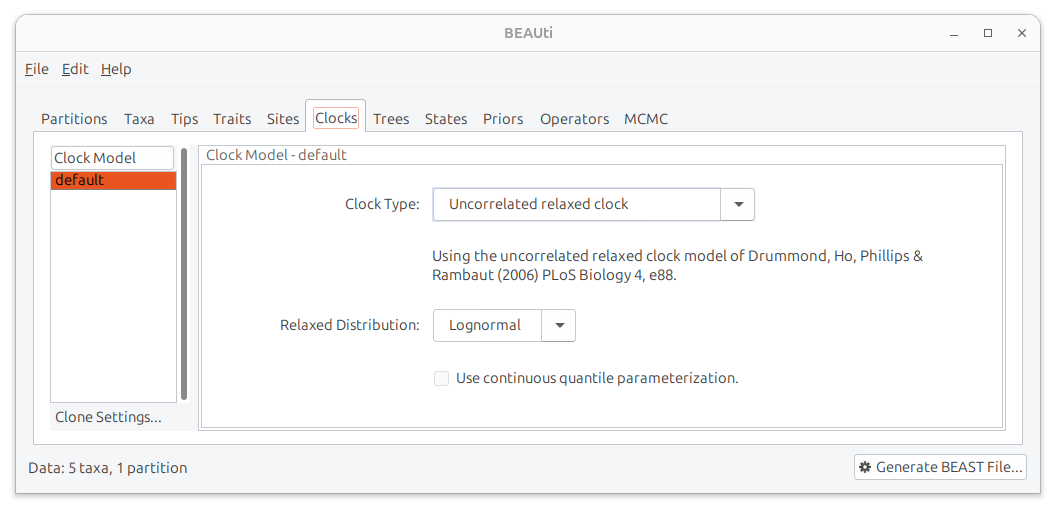 BEAUti
File Edit Help
Partitions Taxa Tips Traits Sites Clocks Trees States Priors Operators MCMC
Clock Model
default
Clone Settings...
Clock Model - default
Clock Type: Uncorrelated relaxed clock
Using the uncorrelated relaxed clock model of Drummond, Ho, Phillips &
Rambaut (2006) PLoS Biology 4, e88.
Relaxed Distribution: Lognormal
Use continuous quantile parameterization.
Data: 5 taxa, 1 partition
Generate BEAST File...